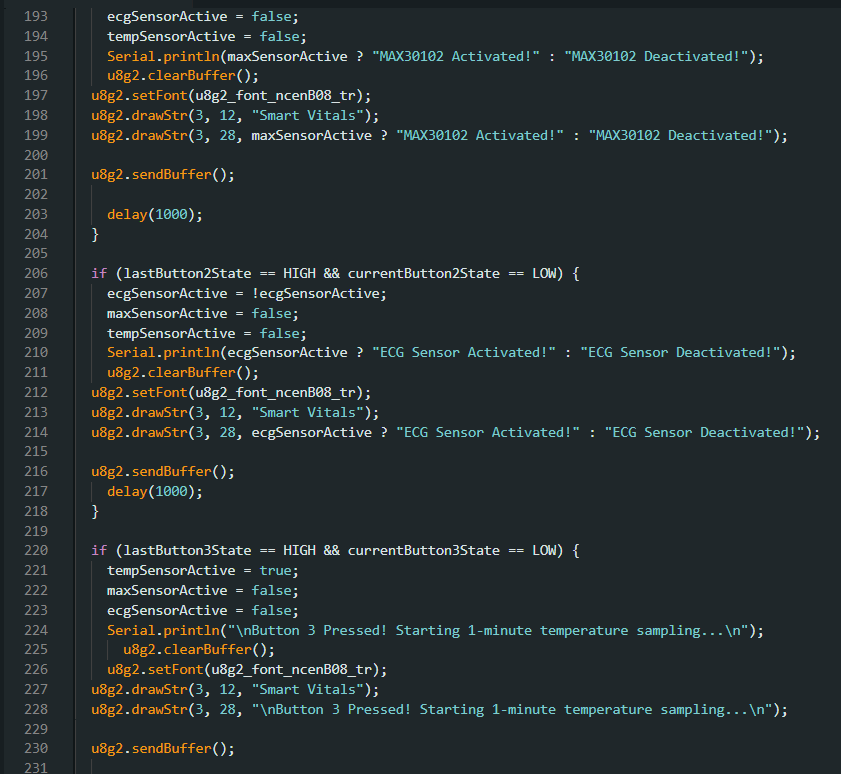 193 ecgSensorActive = false;
194 tempSensorActive = false;
195 Serial.println(maxSensorActive ? "MAX30102 Activated!" : "MAX30102 Deactivated!");
196 u8g2.clearBuffer();
197 u8g2.setFont(u8g2_font_ncenB08_tr);
198 u8g2.drawStr(3, 12, "Smart Vitals");
199 u8g2.drawStr(3, 28, maxSensorActive ? "MAX30102 Activated!" : "MAX30102 Deactivated!");
200
201 u8g2.sendBuffer();
202
203 delay(1000);
204 }
205
206 if (lastButton2State == HIGH && currentButton2State == LOW) {
207 ecgSensorActive = !ecgSensorActive;
208 maxSensorActive = false;
209 tempSensorActive = false;
210 Serial.println(ecgSensorActive ? "ECG Sensor Activated!" : "ECG Sensor Deactivated!");
211 u8g2.clearBuffer();
212 u8g2.setFont(u8g2_font_ncenB08_tr);
213 u8g2.drawStr(3, 12, "Smart Vitals");
214 u8g2.drawStr(3, 28, ecgSensorActive ? "ECG Sensor Activated!" : "ECG Sensor Deactivated!");
215
216 u8g2.sendBuffer();
217 delay(1000);
218 }
219
220 if (lastButton3State == HIGH && currentButton3State == LOW) {
221 tempSensorActive = true;
222 maxSensorActive = false;
223 ecgSensorActive = false;
224 Serial.println("\nButton 3 Pressed! Starting 1-minute temperature sampling...\n");
225 u8g2.clearBuffer();
226 u8g2.setFont(u8g2_font_ncenB08_tr);
227 u8g2.drawStr(3, 12, "Smart Vitals");
228 u8g2.drawStr(3, 28, "\nButton 3 Pressed! Starting 1-minute temperature sampling...\n");
229
230 u8g2.sendBuffer();
231